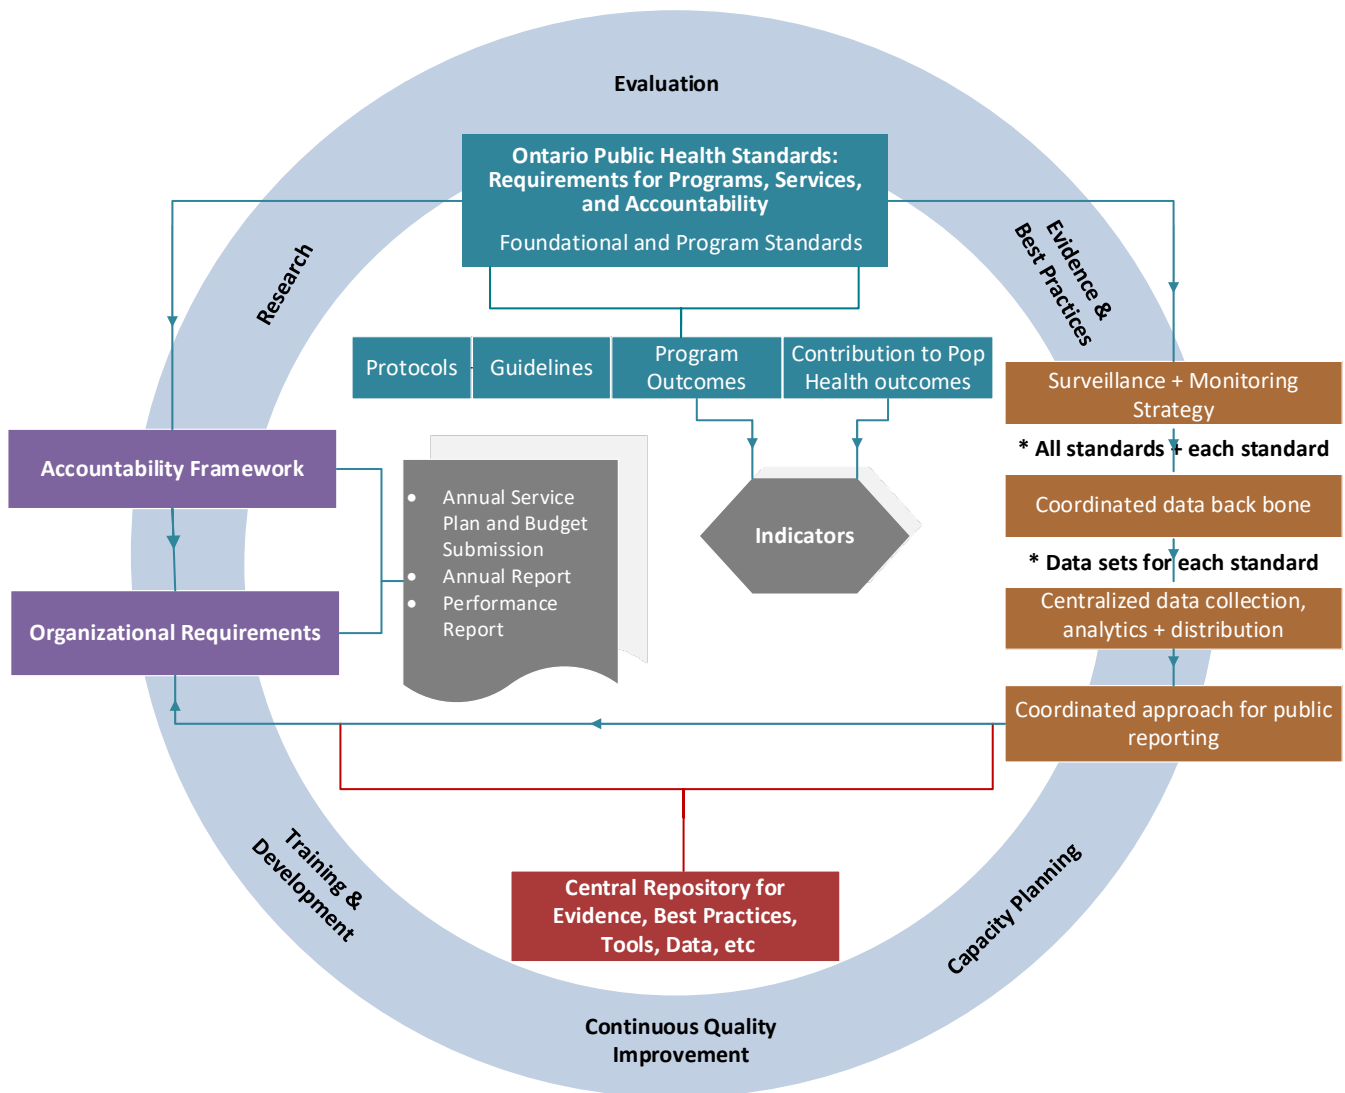 Evaluation
Ontario Public Health Standards:
Requirements for Programs, Services,
and Accountability
Foundational and Program Standards
Research
Evidence &
Best Practices
Protocols
Guidelines
Program
Outcomes
Contribution to Pop
Health outcomes
Surveillance + Monitoring
Strategy
* All standards + each standard
Accountability Framework
• Annual Service
Plan and Budget
Submission
• Annual Report
• Performance
Report
Indicators
Coordinated data back bone
* Data sets for each standard
Organizational Requirements
Centralized data collection,
analytics + distribution
Coordinated approach for public
reporting
Training &
Development
Central Repository for
Evidence, Best Practices,
Tools, Data, etc
Capacity Planning
Continuous Quality
Improvement